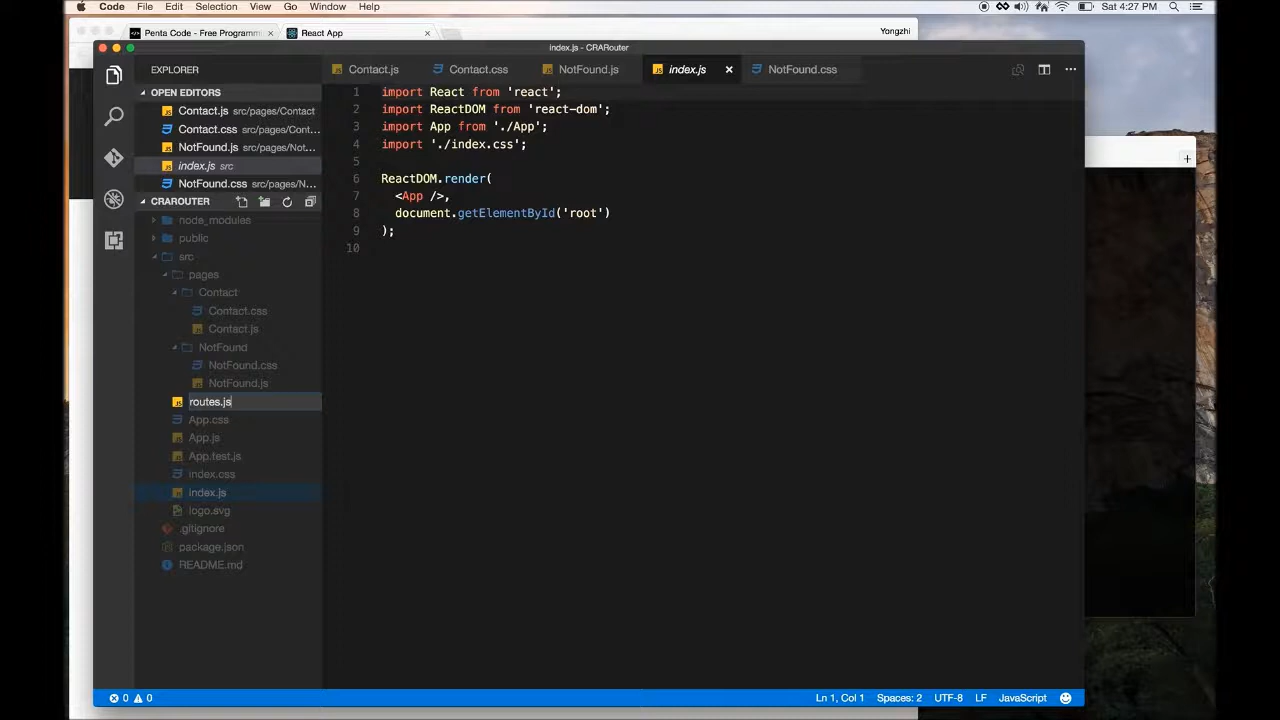 Code File Edit Selection View Go Window Help Sat 4:27 PM
Penta Code - Free Programm
React App
Yongzhi
index.js - CRARouter
EXPLORER
OPEN EDITORS
Contact.js src/pages/Contact
Contact.css src/pages/Cont...
NotFound.js src/pages/No...
index.js src
NotFound.css src/pages/N...
CRAROUTER
node_modules
public
src
pages
Contact
Contact.css
Contact.js
NotFound
NotFound.css
NotFound.js
routes.js
App.css
App.js
App.test.js
index.css
index.js
logo.svg
.gitignore
package.json
README.md
Contact.js Contact.css NotFound.js index.js NotFound.css
1 import React from 'react';
2 import ReactDOM from 'react-dom';
3 import App from './App';
4 import './index.css';
5
6 ReactDOM.render(
7 <App />,
8 document.getElementById('root')
9 );
10
0 0 Ln 1, Col 1 Spaces: 2 UTF-8 LF JavaScript